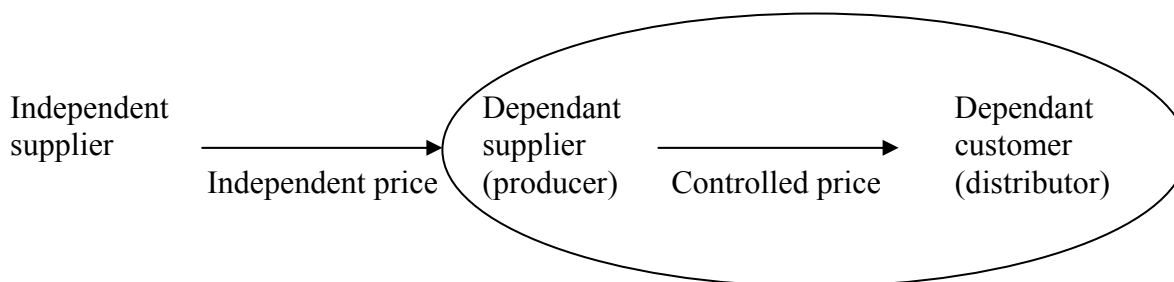 Independent
supplier
Independent price
Dependant
supplier
(producer)
Controlled price
Dependant
customer
(distributor)